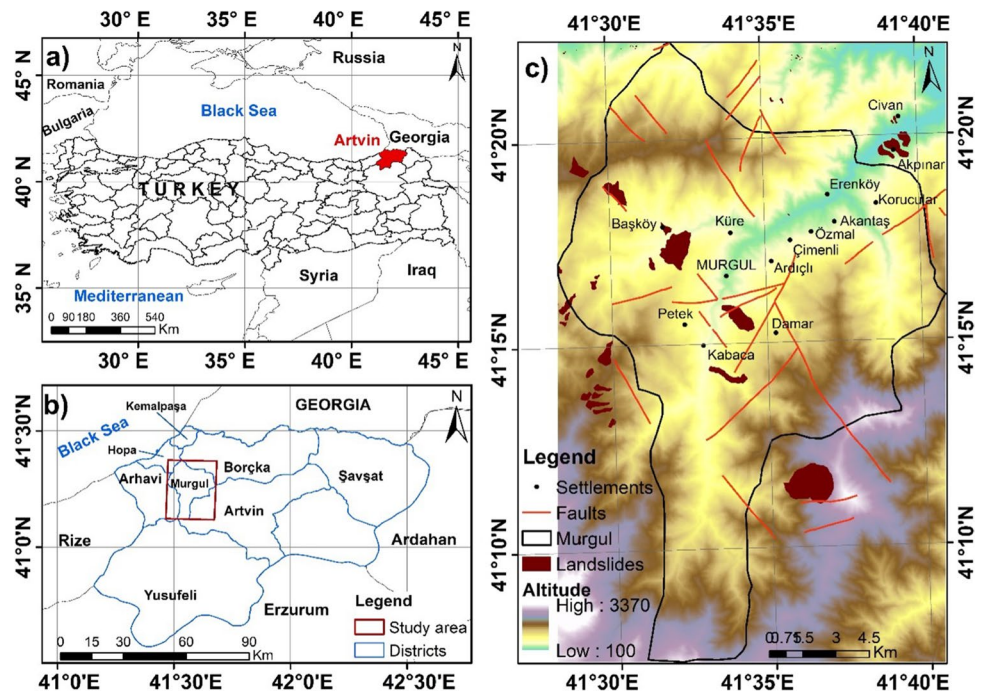 30° E 35° E 40° E 45° E
a)
N
45° N
40° N
35° N
Russia
Romania
Bulgaria
Black Sea
Artvin
Georgia
TURKEY
Syria
Iraq
Mediterranean
0 90 180 360 540
Km
30° E 35° E 40° E 45° E
b)
N
Kemalpaşa
GEORGIA
Black Sea
Hopa
Borçka
Arhavi
Murgul
Şavşat
Artvin
Rize
Ardahan
Yusufeli
Erzurum
Legend
Study area
Districts
0 15 30 60 90
Km
41°30'N
41°0'N
41°0'E 41°30'E 42°0'E 42°30'E
41°30'E 41°35'E 41°40'E
c)
N
41°20'N
41°15'N
41°10'N
Civan
Akpınar
Erenköy
Korucular
Başköy
Küre
Akantaş
Özmal
Çimenli
MURGUL
Ardıçlı
Petek
Damar
Kabaca
Legend
Settlements
Faults
Murgul
Landslides
Altitude
High : 3370
Low : 100
0 0.75 1.5 3 4.5
Km
41°20'N
41°15'N
41°10'N
41°30'E 41°35'E 41°40'E